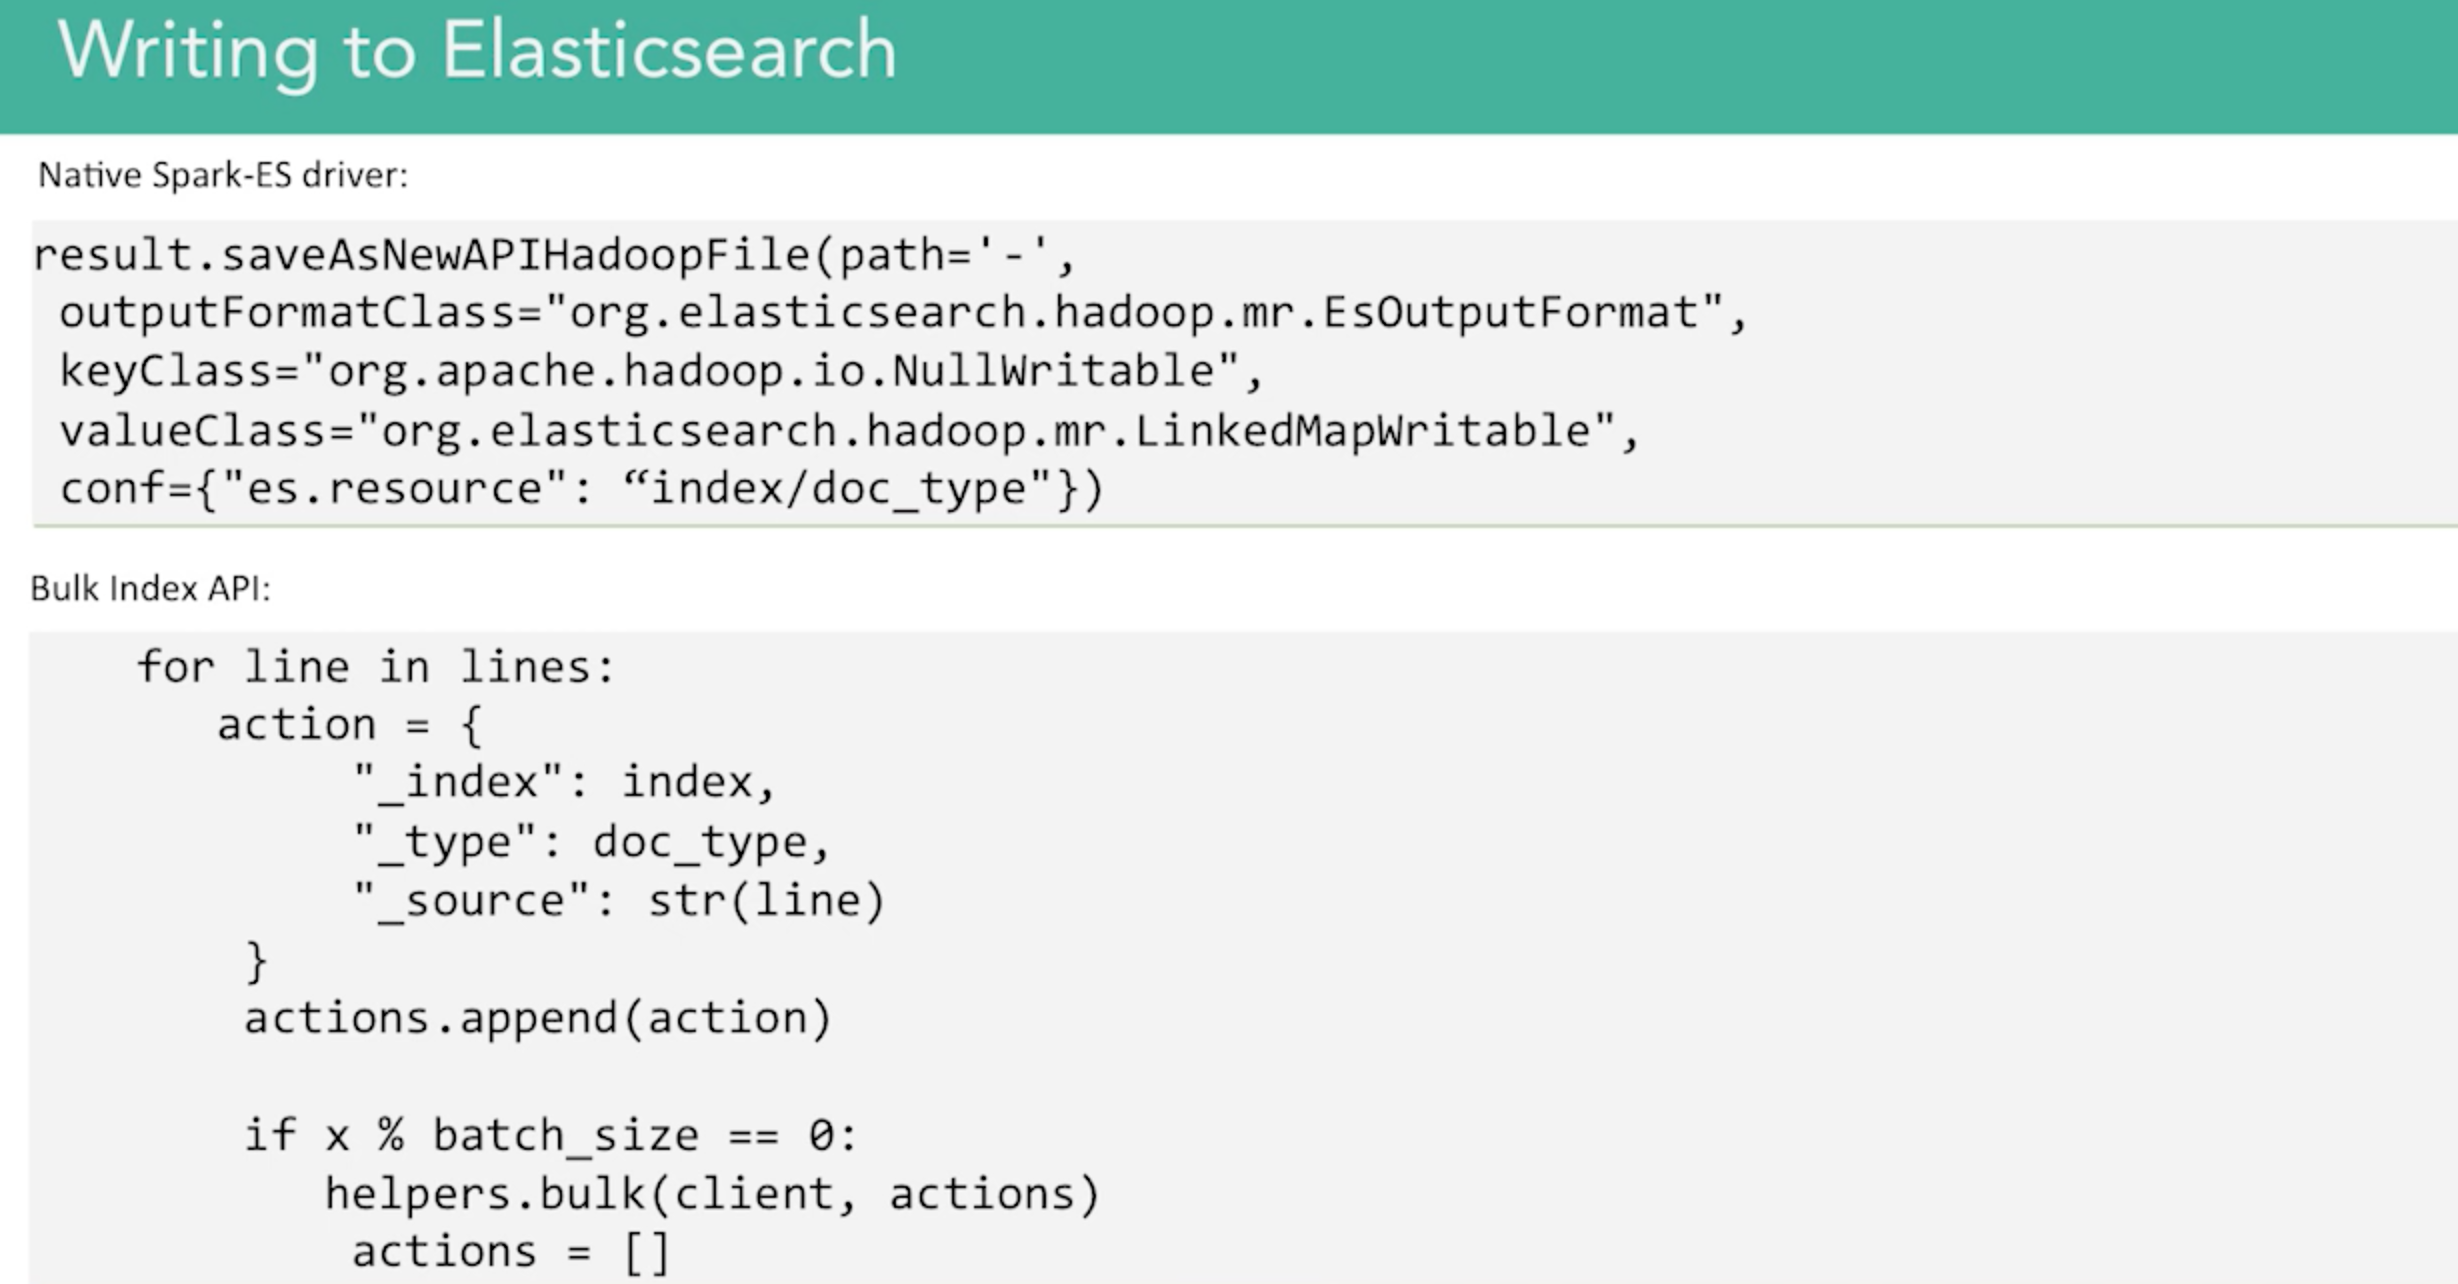 Writing to Elasticsearch
Native Spark-ES driver:
result.saveAsNewAPIHadoopFile(path='-',
outputFormatClass="org.elasticsearch.hadoop.mr.EsOutputFormat",
keyClass="org.apache.hadoop.io.NullWritable",
valueClass="org.elasticsearch.hadoop.mr.LinkedMapWritable",
conf={"es.resource": “index/doc_type"})
Bulk Index API:
for line in lines:
action = {
"_index": index,
"_type": doc_type,
"_source": str(line)
}
actions.append(action)
if x % batch_size == 0:
helpers.bulk(client, actions)
actions = []